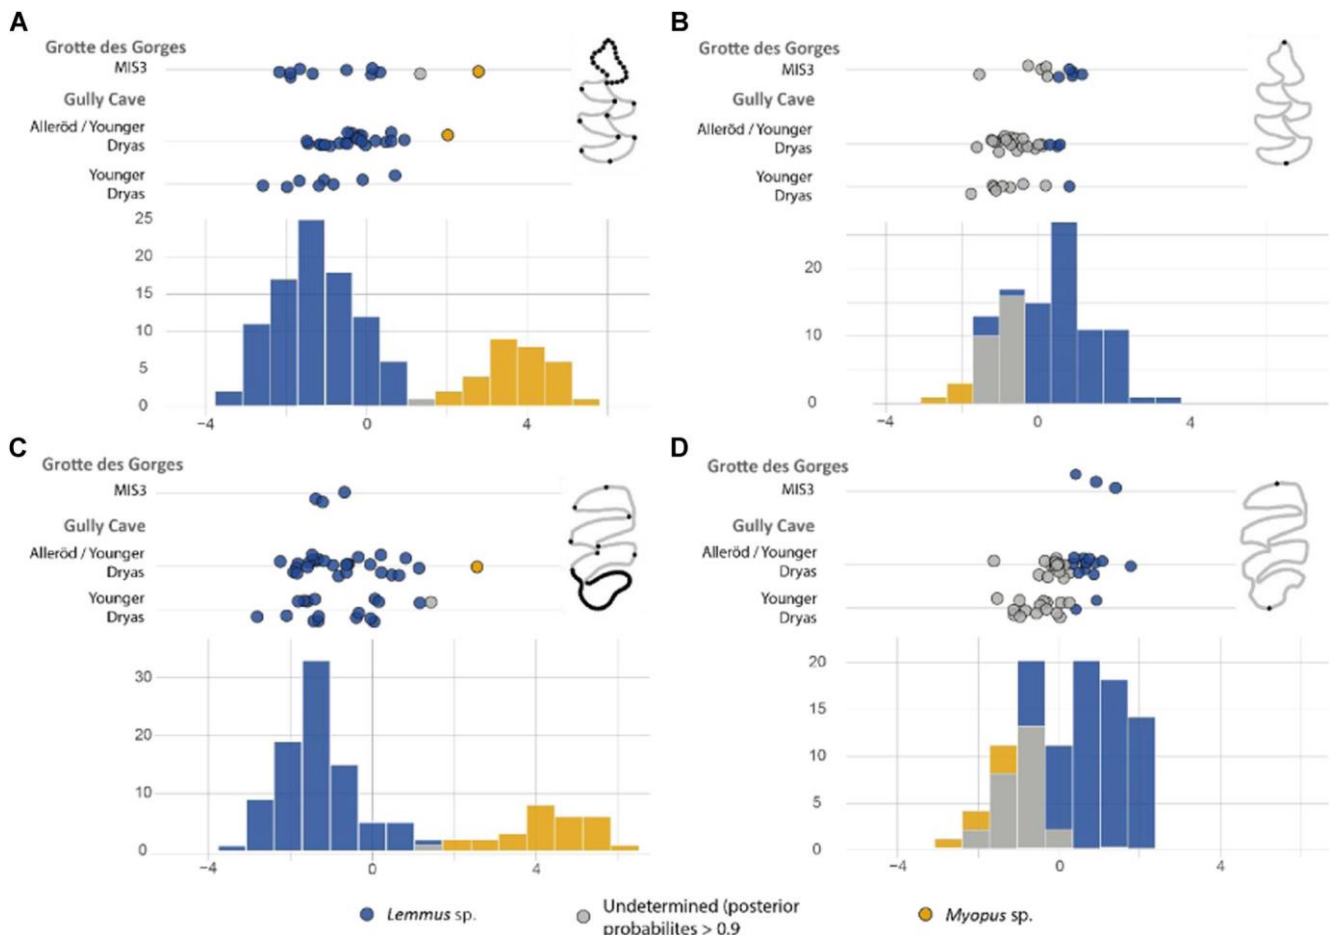 A
Grotte des Gorges
MIS3
Gully Cave
Alleröd / Younger
Dryas
Younger
Dryas
25
20
15
10
5
0
−4
0
4
B
Grotte des Gorges
MIS3
Gully Cave
Alleröd / Younger
Dryas
Younger
Dryas
20
10
0
−4
0
4
C
Grotte des Gorges
MIS3
Gully Cave
Alleröd / Younger
Dryas
Younger
Dryas
30
20
10
0
−4
0
4
D
Grotte des Gorges
MIS3
Gully Cave
Alleröd / Younger
Dryas
Younger
Dryas
20
15
10
5
0
−4
0
4
Lemmus sp.
Undetermined (posterior
probabilites > 0.9
Myopus sp.